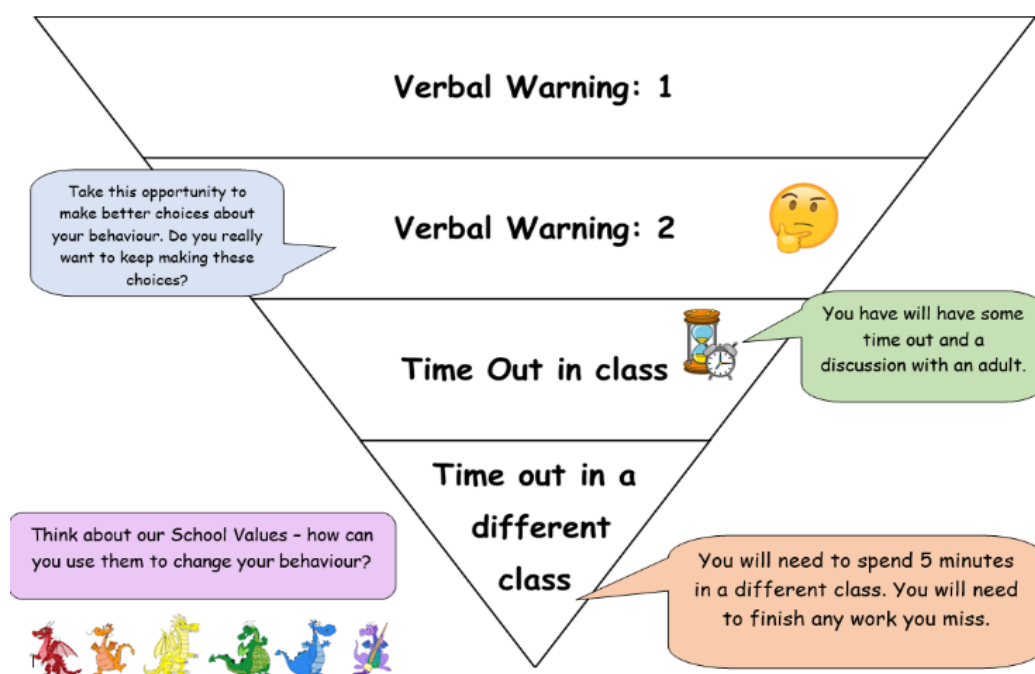 Verbal Warning: 1
Take this opportunity to
make better choices about
your behaviour. Do you really
want to keep making these
choices?
Verbal Warning: 2
You have will have some
time out and a
discussion with an adult.
Time Out in class
Time out in a
different
class
Think about our School Values – how can
you use them to change your behaviour?
You will need to spend 5 minutes
in a different class. You will need
to finish any work you miss.